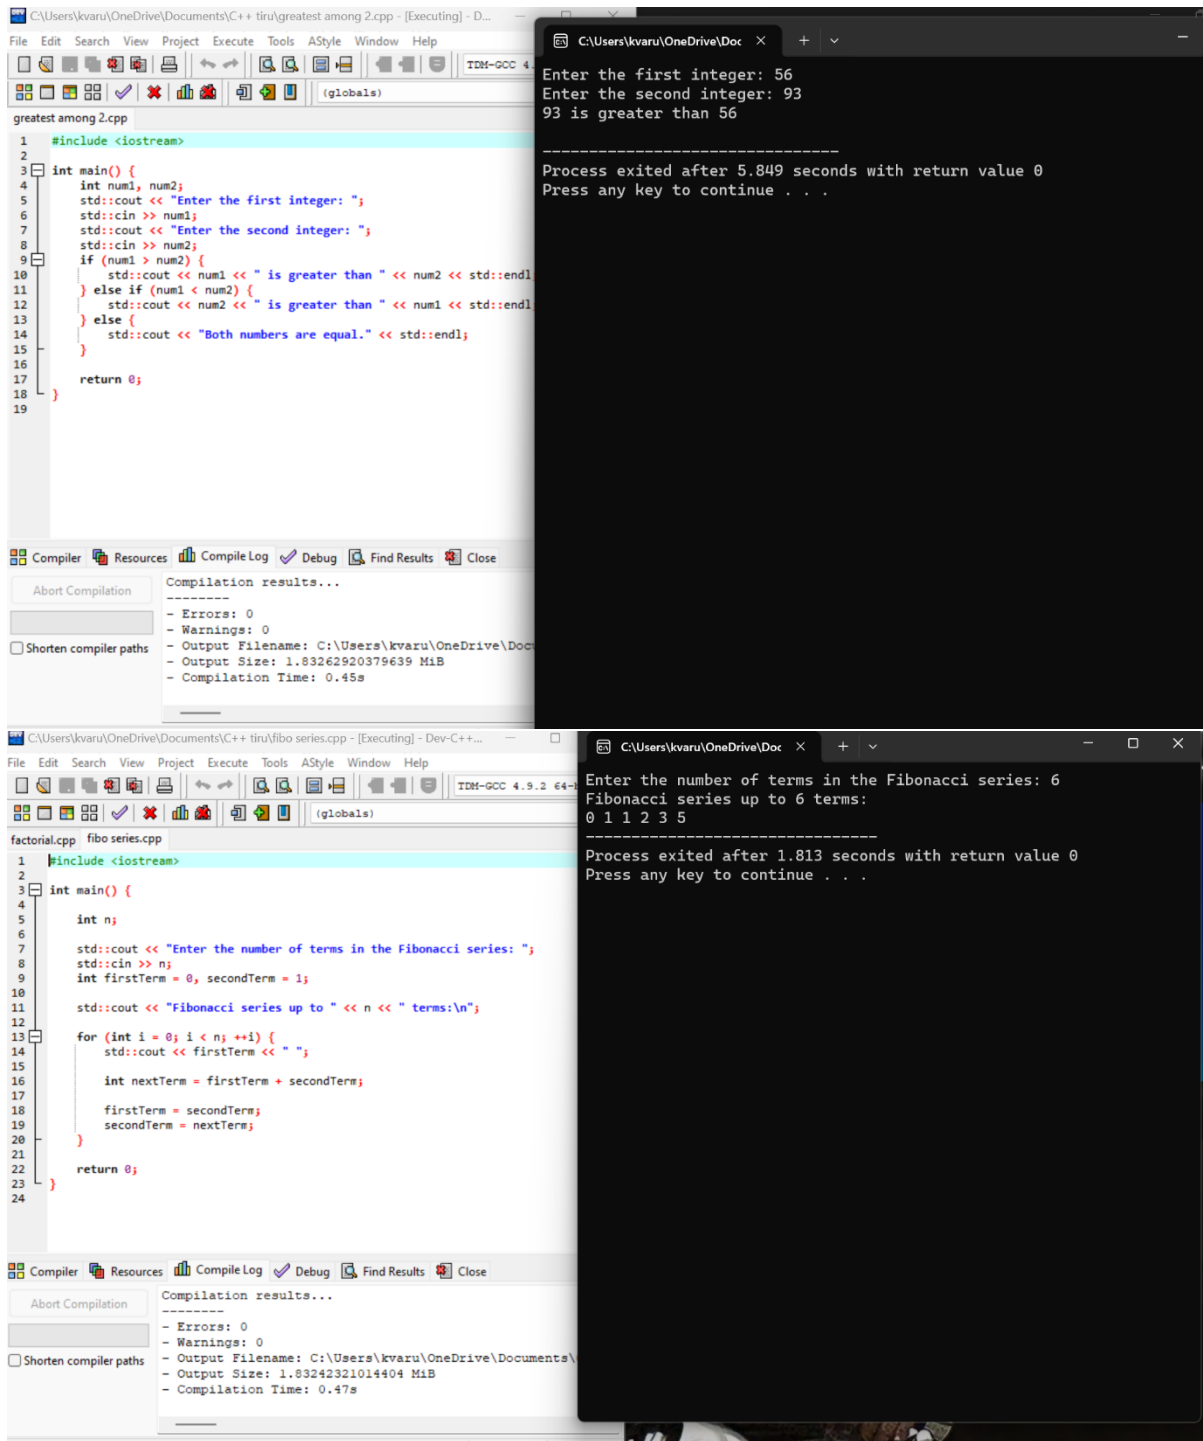 C:\Users\kvaru\OneDrive\Documents\C++ tiru\greatest among 2.cpp - [Executing] - D...
File Edit Search View Project Execute Tools AStyle Window Help
TDM-GCC 4.
(globals)
greatest among 2.cpp
1 #include <iostream>
2
3 int main() {
4 int num1, num2;
5 std::cout << "Enter the first integer: ";
6 std::cin >> num1;
7 std::cout << "Enter the second integer: ";
8 std::cin >> num2;
9 if (num1 > num2) {
10 std::cout << num1 << " is greater than " << num2 << std::endl
11 } else if (num1 < num2) {
12 std::cout << num2 << " is greater than " << num1 << std::endl
13 } else {
14 std::cout << "Both numbers are equal." << std::endl;
15 }
16
17 return 0;
18 }
19
Compiler Resources Compile Log Debug Find Results Close
Abort Compilation
Shorten compiler paths
Compilation results...
--------
- Errors: 0
- Warnings: 0
- Output Filename: C:\Users\kvaru\OneDrive\Doc
- Output Size: 1.83262920379639 MiB
- Compilation Time: 0.45s
C:\Users\kvaru\OneDrive\Doc
Enter the first integer: 56
Enter the second integer: 93
93 is greater than 56
--------------------------------
Process exited after 5.849 seconds with return value 0
Press any key to continue . . .
C:\Users\kvaru\OneDrive\Documents\C++ tiru\fibo series.cpp - [Executing] - Dev-C++...
File Edit Search View Project Execute Tools AStyle Window Help
TDM-GCC 4.9.2 64-
(globals)
factorial.cpp fibo series.cpp
1 #include <iostream>
2
3 int main() {
4
5 int n;
6
7 std::cout << "Enter the number of terms in the Fibonacci series: ";
8 std::cin >> n;
9 int firstTerm = 0, secondTerm = 1;
10
11 std::cout << "Fibonacci series up to " << n << " terms:\n";
12
13 for (int i = 0; i < n; ++i) {
14 std::cout << firstTerm << " ";
15
16 int nextTerm = firstTerm + secondTerm;
17
18 firstTerm = secondTerm;
19 secondTerm = nextTerm;
20 }
21
22 return 0;
23 }
24
Compiler Resources Compile Log Debug Find Results Close
Abort Compilation
Shorten compiler paths
Compilation results...
--------
- Errors: 0
- Warnings: 0
- Output Filename: C:\Users\kvaru\OneDrive\Documents\
- Output Size: 1.83242321014404 MiB
- Compilation Time: 0.47s
C:\Users\kvaru\OneDrive\Doc
Enter the number of terms in the Fibonacci series: 6
Fibonacci series up to 6 terms:
0 1 1 2 3 5
--------------------------------
Process exited after 1.813 seconds with return value 0
Press any key to continue . . .